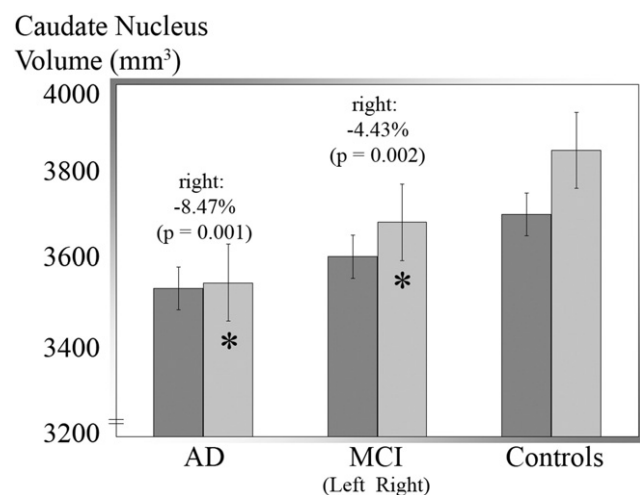 Caudate Nucleus
Volume (mm³)
4000
3800
3600
3400
3200
right:
-8.47%
(p = 0.001)
right:
-4.43%
(p = 0.002)
*
*
AD
MCI
Controls
(Left Right)